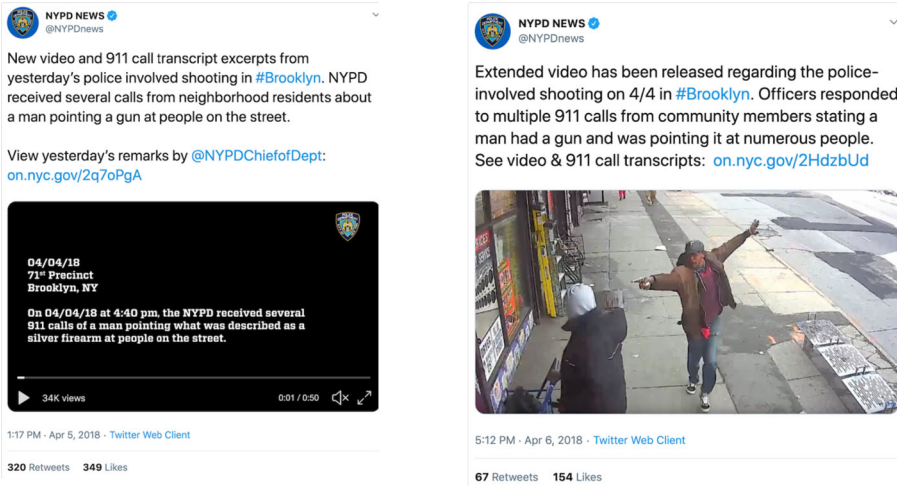 NYPD NEWS
@NYPDnews
New video and 911 call transcript excerpts from
yesterday's police involved shooting in #Brooklyn. NYPD
received several calls from neighborhood residents about
a man pointing a gun at people on the street.
View yesterday's remarks by @NYPDChiefofDept:
on.nyc.gov/2q7oPgA
04/04/18
71st Precinct
Brooklyn, NY
On 04/04/18 at 4:40 pm, the NYPD received several
911 calls of a man pointing what was described as a
silver firearm at people on the street.
34K views
0:01 / 0:50
1:17 PM · Apr 5, 2018 · Twitter Web Client
320 Retweets 349 Likes
NYPD NEWS
@NYPDnews
Extended video has been released regarding the police-
involved shooting on 4/4 in #Brooklyn. Officers responded
to multiple 911 calls from community members stating a
man had a gun and was pointing it at numerous people.
See video & 911 call transcripts: on.nyc.gov/2HdzbUd
5:12 PM · Apr 6, 2018 · Twitter Web Client
67 Retweets 154 Likes